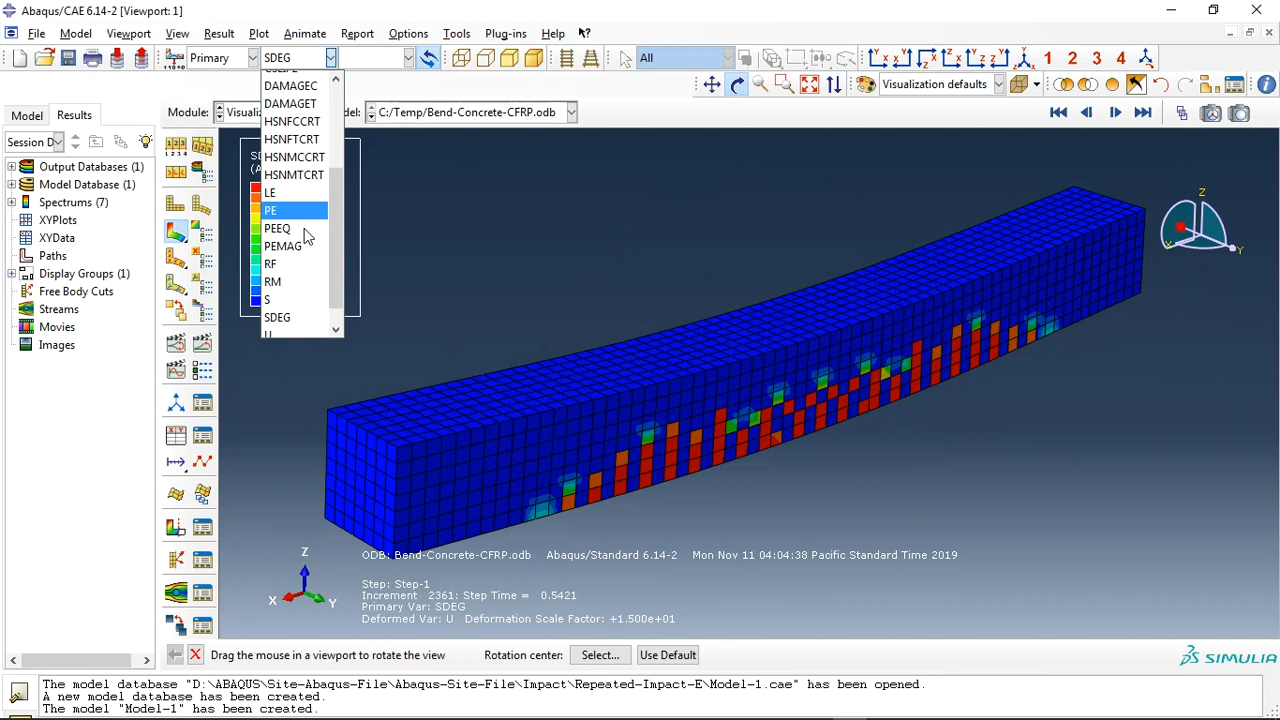 Abaqus/CAE 6.14-2 [Viewport: 1]
File Model Viewport View Result Plot Animate Report Options Tools Plug-ins Help
Primary SDEG All 1 2 3 4
Visualization defaults
Model Results Module: C:/Temp/Bend-Concrete-CFRP.odb
Session D
Output Databases (1)
Model Database (1)
Spectrums (7)
XYPlots
XYData
Paths
Display Groups (1)
Free Body Cuts
Streams
Movies
Images
DAMAGEC
DAMAGET
HSNFCCRT
HSNFTCRT
HSNMCCRT
HSNMTCRT
LE
PE
PEEQ
PEMAG
RF
RM
S
SDEG
U
Z
X Y
ODB: Bend-Concrete-CFRP.odb Abaqus/Standard 6.14-2 Mon Nov 11 04:04:38 Pacific Standard Time 2019
Z
X Y
Step: Step-1
Increment 2361: Step Time = 0.5421
Primary Var: SDEG
Deformed Var: U Deformation Scale Factor: +1.500e+01
Drag the mouse in a viewport to rotate the view Rotation center: Select... Use Default
SIMULIA
The model database "D:\ABAQUS\Site-Abaqus-File\Abaqus-Site-File\Impact\Repeated-Impact-E\Model-1.cae" has been opened.
A new model database has been created.
The model "Model-1" has been created.